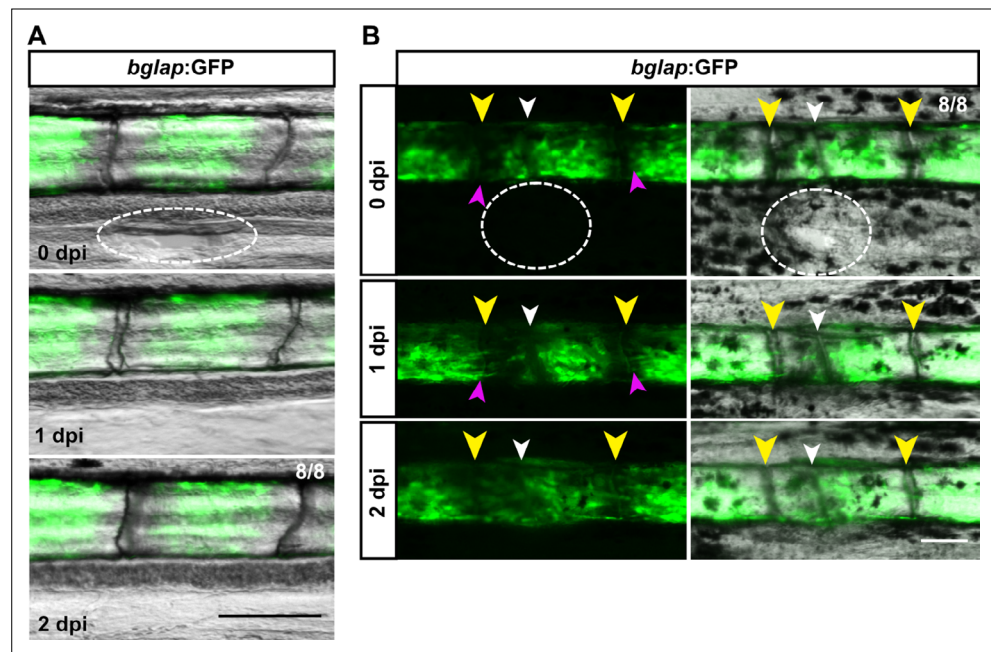 A
bglap:GFP
0 dpi
1 dpi
8/8
2 dpi
B
bglap:GFP
0 dpi
8/8
1 dpi
2 dpi